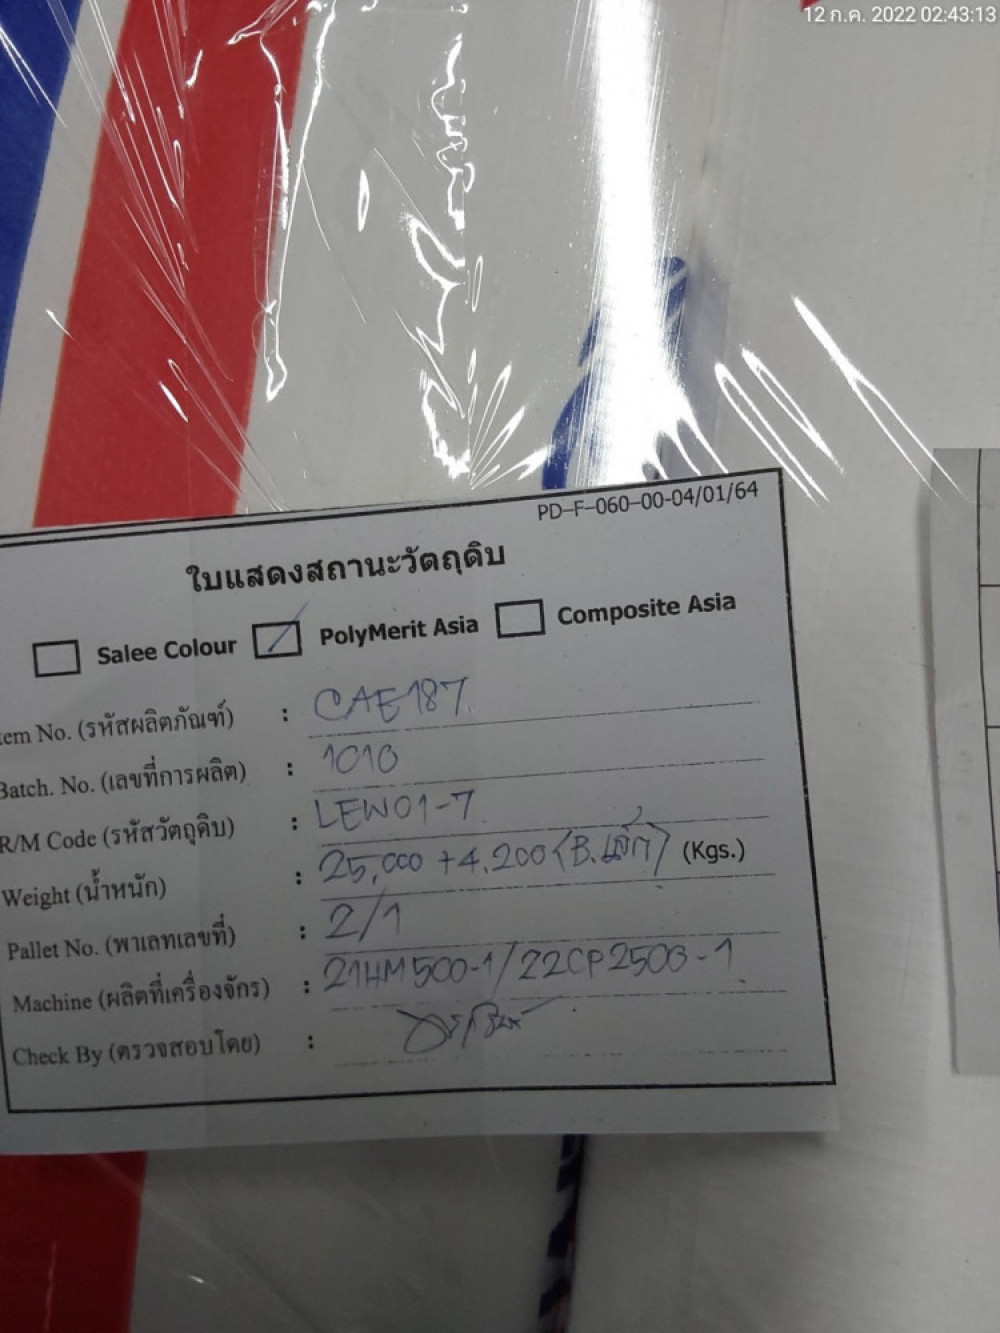 12 ก.ค. 2022 02:43:13
PD-F-060-00-04/01/64
ใบแสดงสถานะวัตถุดิบ
Salee Colour PolyMerit Asia Composite Asia
tem No. (รหัสผลิตภัณฑ์) : CAE187
Batch. No. (เลขที่การผลิต) : 1010
R/M Code (รหัสวัตถุดิบ) : LEW01-7
Weight (น้ำหนัก) : 25,000 + 4,200 (B.เล็ก) (Kgs.)
Pallet No. (พาเลทเลขที่) : 2/1
Machine (ผลิตที่เครื่องจักร) : 21HM500-1/22CP2503-1
Check By (ตรวจสอบโดย) :